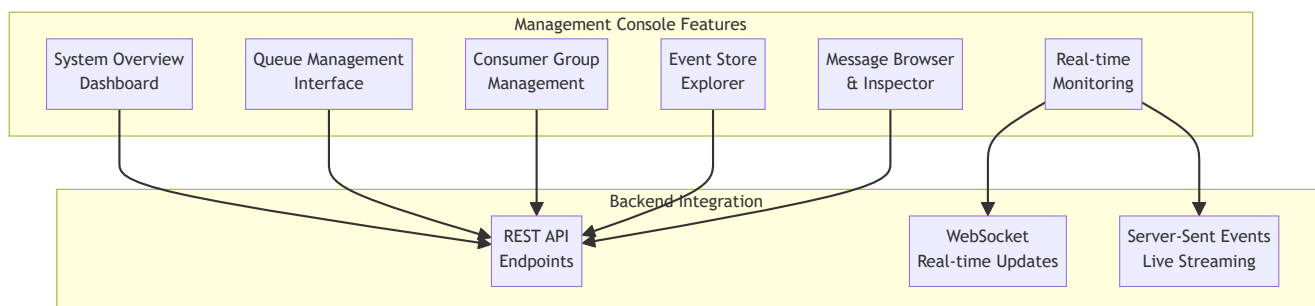 Management Console Features
System Overview
Dashboard
Queue Management
Interface
Consumer Group
Management
Event Store
Explorer
Message Browser
& Inspector
Real-time
Monitoring
Backend Integration
REST API
Endpoints
WebSocket
Real-time Updates
Server-Sent Events
Live Streaming